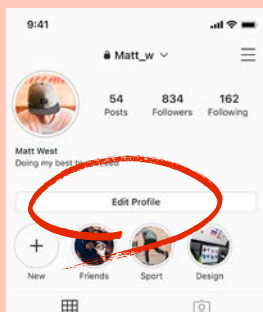 9:41
Matt_w
54 834 162
Posts Followers Following
Matt West
Doing my best to
Edit Profile
New Friends Sport Design